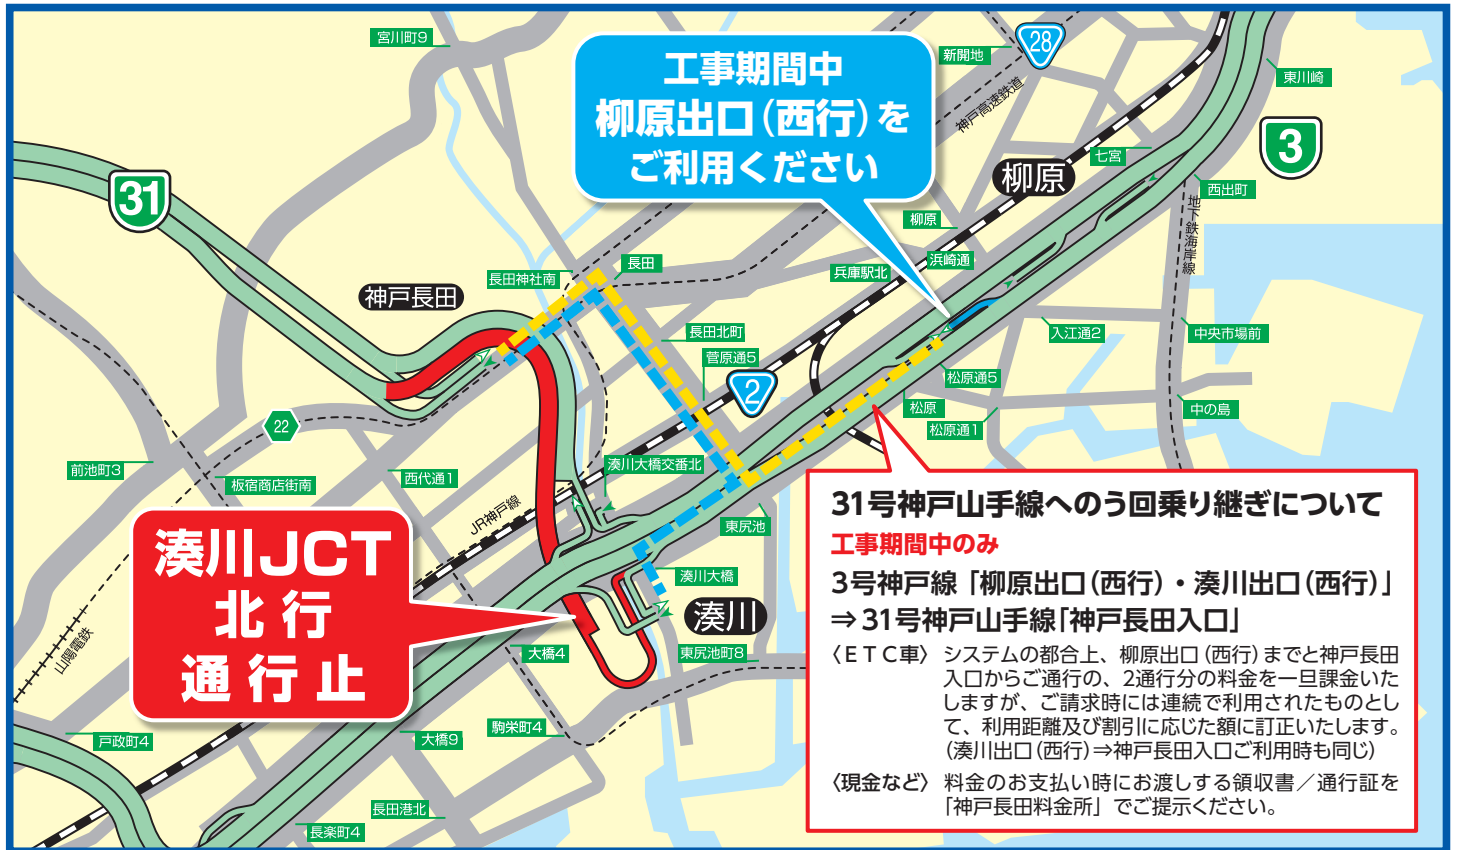 宮川町9
工事期間中
柳原出口(西行)を
ご利用ください
新開地
28
東川崎
神戸高速鉄道
3
七宮
柳原
西出町
31
柳原
地下鉄海岸線
浜崎通
兵庫駅北
長田
長田神社南
神戸長田
長田北町
入江通2
中央市場前
菅原通5
2
松原通5
松原
中の島
松原通1
22
前池町3
板宿商店街南
西代通1
湊川大橋交番北
JR神戸線
東尻池
湊川JCT
北行
通行止
湊川大橋
湊川
山陽電鉄
大橋4
東尻池町8
駒栄町4
戸政町4
大橋9
長田港北
長楽町4
31号神戸山手線へのう回乗り継ぎについて
工事期間中のみ
3号神戸線「柳原出口(西行)・湊川出口(西行)」
⇒31号神戸山手線「神戸長田入口」
〈ETC車〉システムの都合上、柳原出口(西行)までと神戸長田
入口からご通行の、2通行分の料金を一旦課金いた
しますが、ご請求時には連続で利用されたものとし
て、利用距離及び割引に応じた額に訂正いたします。
(湊川出口(西行)⇒神戸長田入口ご利用時も同じ)
〈現金など〉料金のお支払い時にお渡しする領収書／通行証を
「神戸長田料金所」でご提示ください。